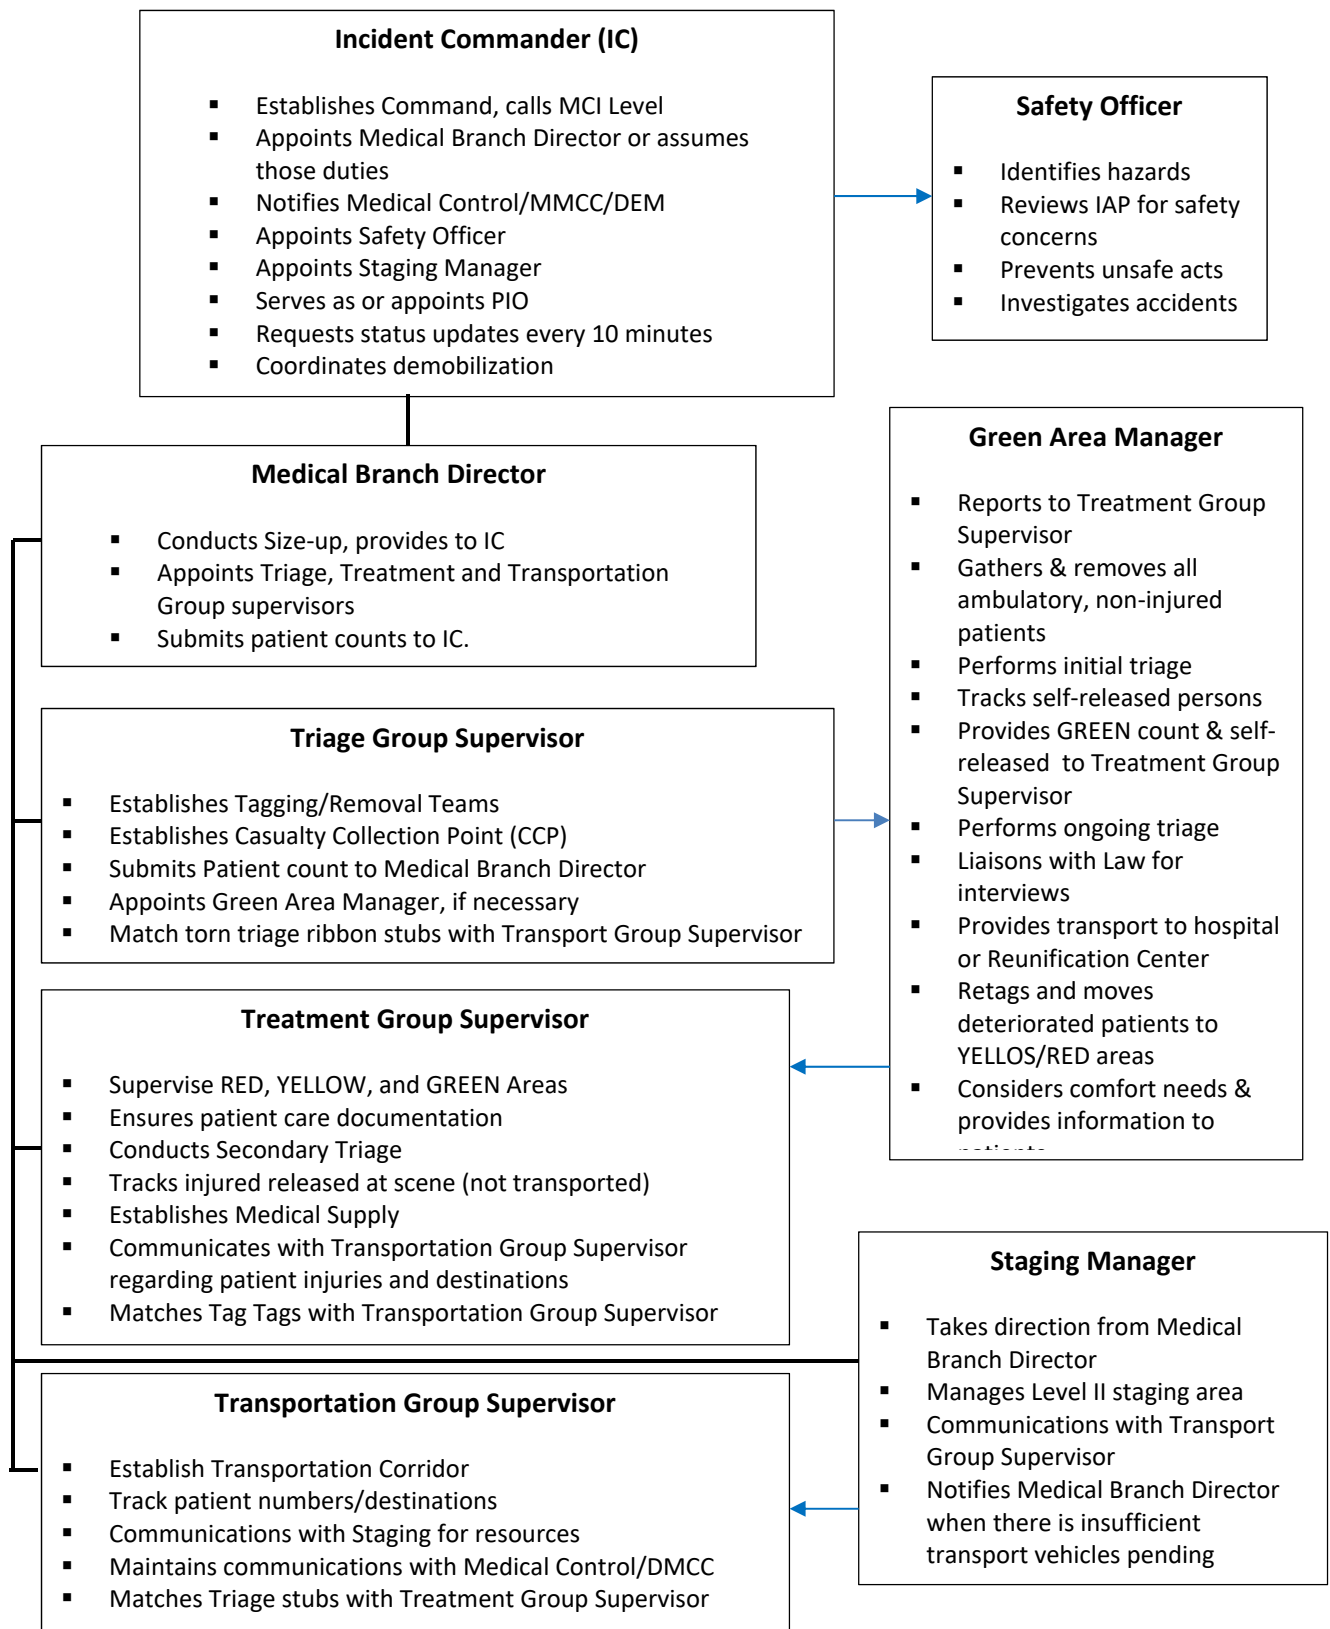 Incident Commander (IC)
▪ Establishes Command, calls MCI Level
▪ Appoints Medical Branch Director or assumes
those duties
▪ Notifies Medical Control/MMCC/DEM
▪ Appoints Safety Officer
▪ Appoints Staging Manager
▪ Serves as or appoints PIO
▪ Requests status updates every 10 minutes
▪ Coordinates demobilization
Safety Officer
▪ Identifies hazards
▪ Reviews IAP for safety
concerns
▪ Prevents unsafe acts
▪ Investigates accidents
Medical Branch Director
▪ Conducts Size-up, provides to IC
▪ Appoints Triage, Treatment and Transportation
Group supervisors
▪ Submits patient counts to IC.
Green Area Manager
▪ Reports to Treatment Group
Supervisor
▪ Gathers & removes all
ambulatory, non-injured
patients
▪ Performs initial triage
▪ Tracks self-released persons
▪ Provides GREEN count & self-
released to Treatment Group
Supervisor
▪ Performs ongoing triage
▪ Liaisons with Law for
interviews
▪ Provides transport to hospital
or Reunification Center
▪ Retags and moves
deteriorated patients to
YELLOS/RED areas
▪ Considers comfort needs &
provides information to
Triage Group Supervisor
▪ Establishes Tagging/Removal Teams
▪ Establishes Casualty Collection Point (CCP)
▪ Submits Patient count to Medical Branch Director
▪ Appoints Green Area Manager, if necessary
▪ Match torn triage ribbon stubs with Transport Group Supervisor
Treatment Group Supervisor
▪ Supervise RED, YELLOW, and GREEN Areas
▪ Ensures patient care documentation
▪ Conducts Secondary Triage
▪ Tracks injured released at scene (not transported)
▪ Establishes Medical Supply
▪ Communicates with Transportation Group Supervisor
regarding patient injuries and destinations
▪ Matches Tag Tags with Transportation Group Supervisor
Staging Manager
▪ Takes direction from Medical
Branch Director
▪ Manages Level II staging area
▪ Communications with Transport
Group Supervisor
▪ Notifies Medical Branch Director
when there is insufficient
transport vehicles pending
Transportation Group Supervisor
▪ Establish Transportation Corridor
▪ Track patient numbers/destinations
▪ Communications with Staging for resources
▪ Maintains communications with Medical Control/DMCC
▪ Matches Triage stubs with Treatment Group Supervisor